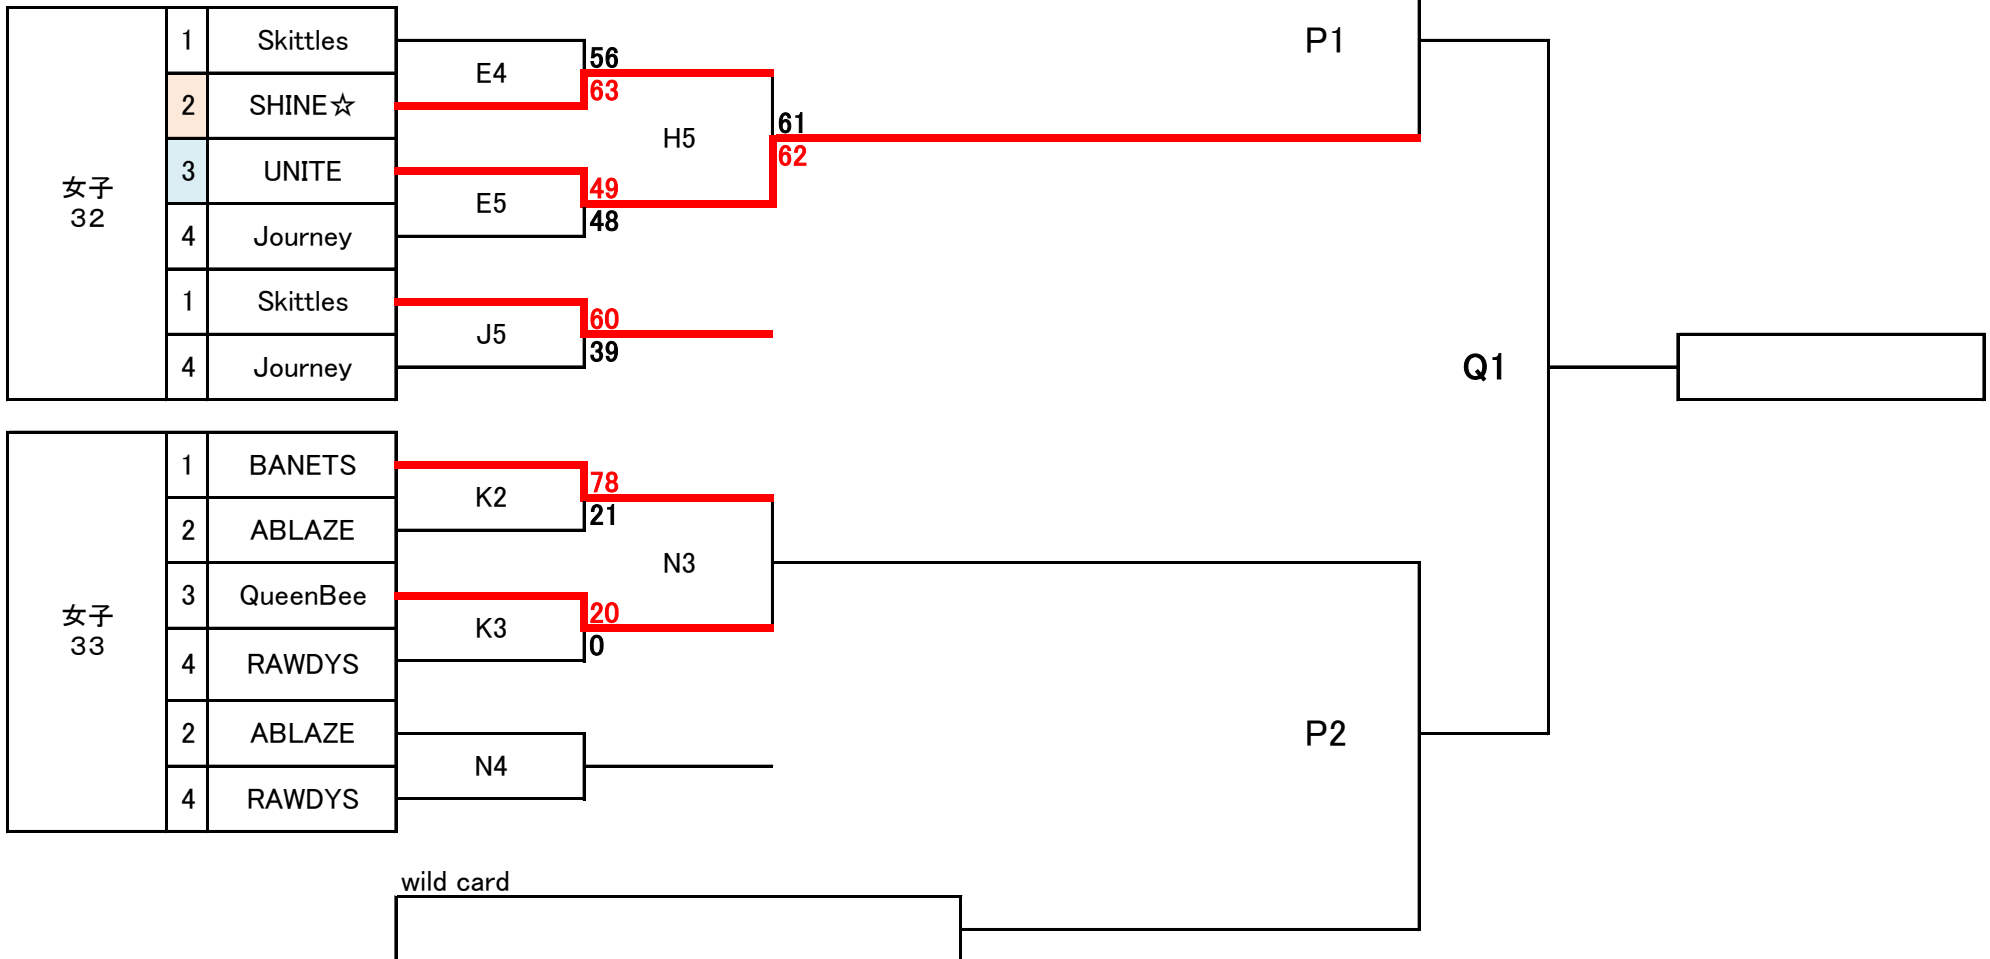 女子
３２
1 Skittles
2 SHINE☆
3 UNITE
4 Journey
1 Skittles
4 Journey
E4
56
63
E5
49
48
H5
61
62
J5
60
39
P1
Q1
女子
３３
1 BANETS
2 ABLAZE
3 QueenBee
4 RAWDYS
2 ABLAZE
4 RAWDYS
K2
78
21
K3
20
0
N3
N4
P2
wild card